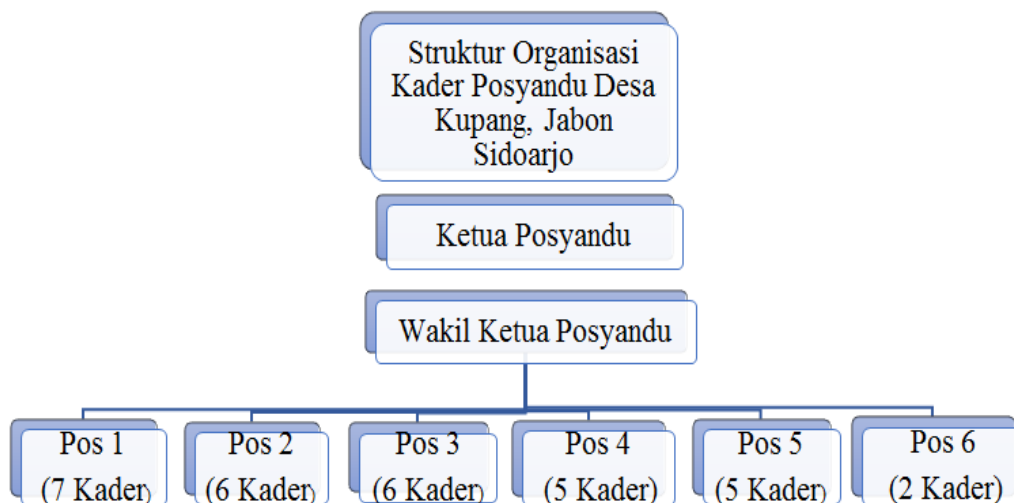 Struktur Organisasi
Kader Posyandu Desa
Kupang, Jabon
Sidoarjo
Ketua Posyandu
Wakil Ketua Posyandu
Pos 1
(7 Kader)
Pos 2
(6 Kader)
Pos 3
(6 Kader)
Pos 4
(5 Kader)
Pos 5
(5 Kader)
Pos 6
(2 Kader)